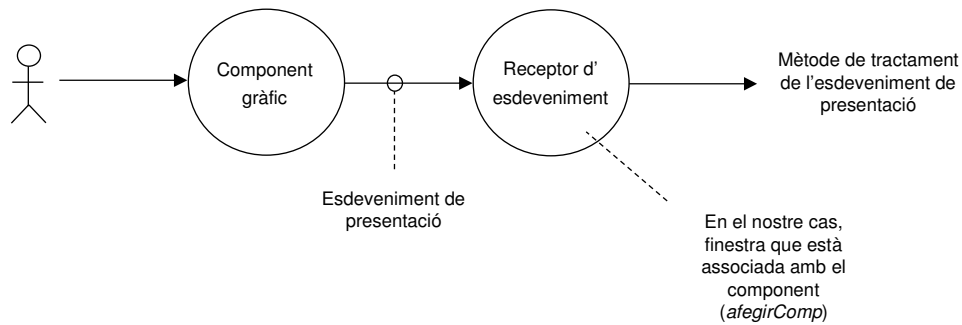 Component
gràfic
Receptor d’
esdeveniment
Mètode de tractament
de l’esdeveniment de
presentació
Esdeveniment de
presentació
En el nostre cas,
finestra que està
associada amb el
component
(afegirComp)